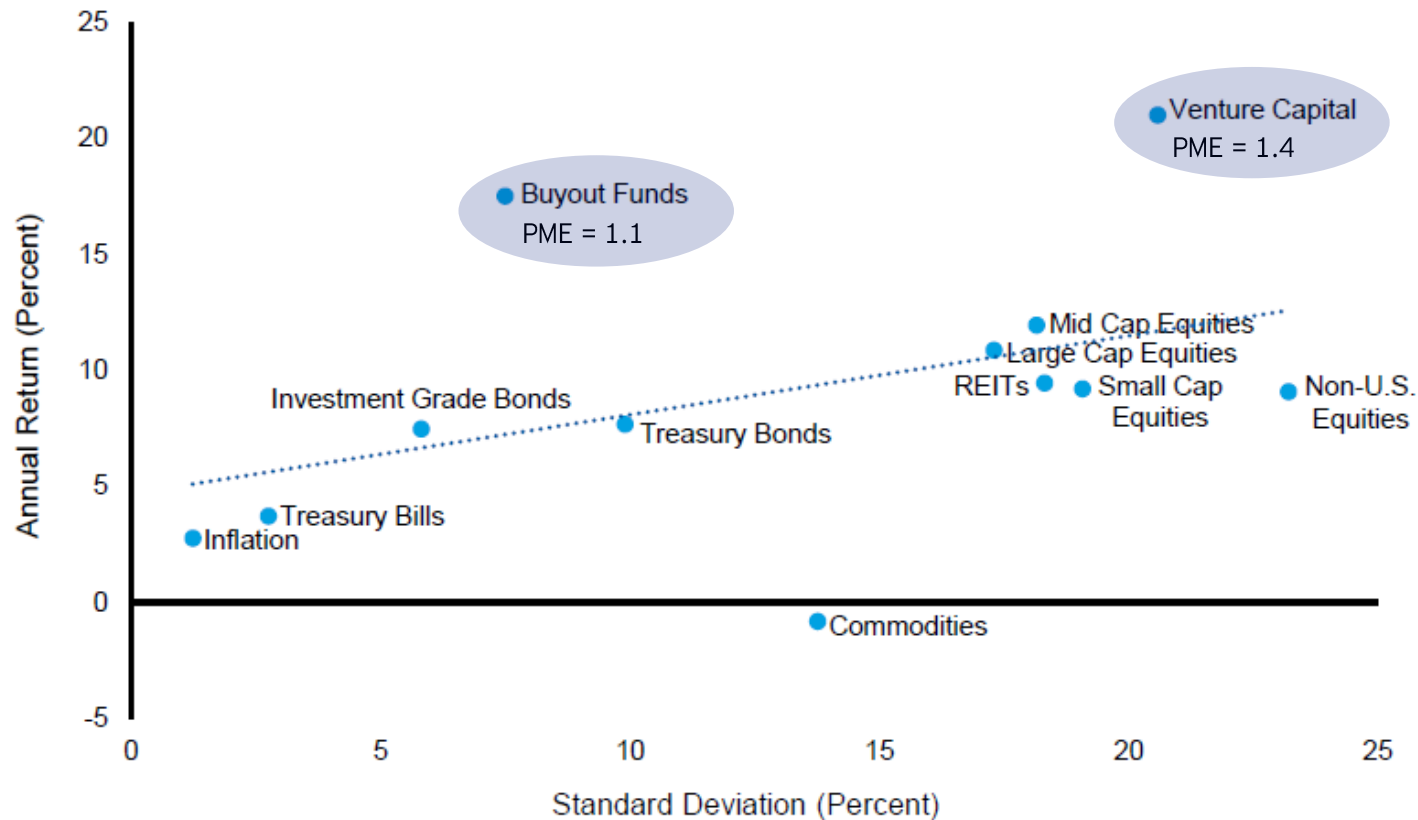 25
20
15
10
5
0
-5
Annual Return (Percent)
Venture Capital
PME = 1.4
Buyout Funds
PME = 1.1
Mid Cap Equities
Large Cap Equities
REITs
Small Cap
Equities
Non-U.S.
Equities
Investment Grade Bonds
Treasury Bonds
Treasury Bills
Inflation
Commodities
0 5 10 15 20 25
Standard Deviation (Percent)